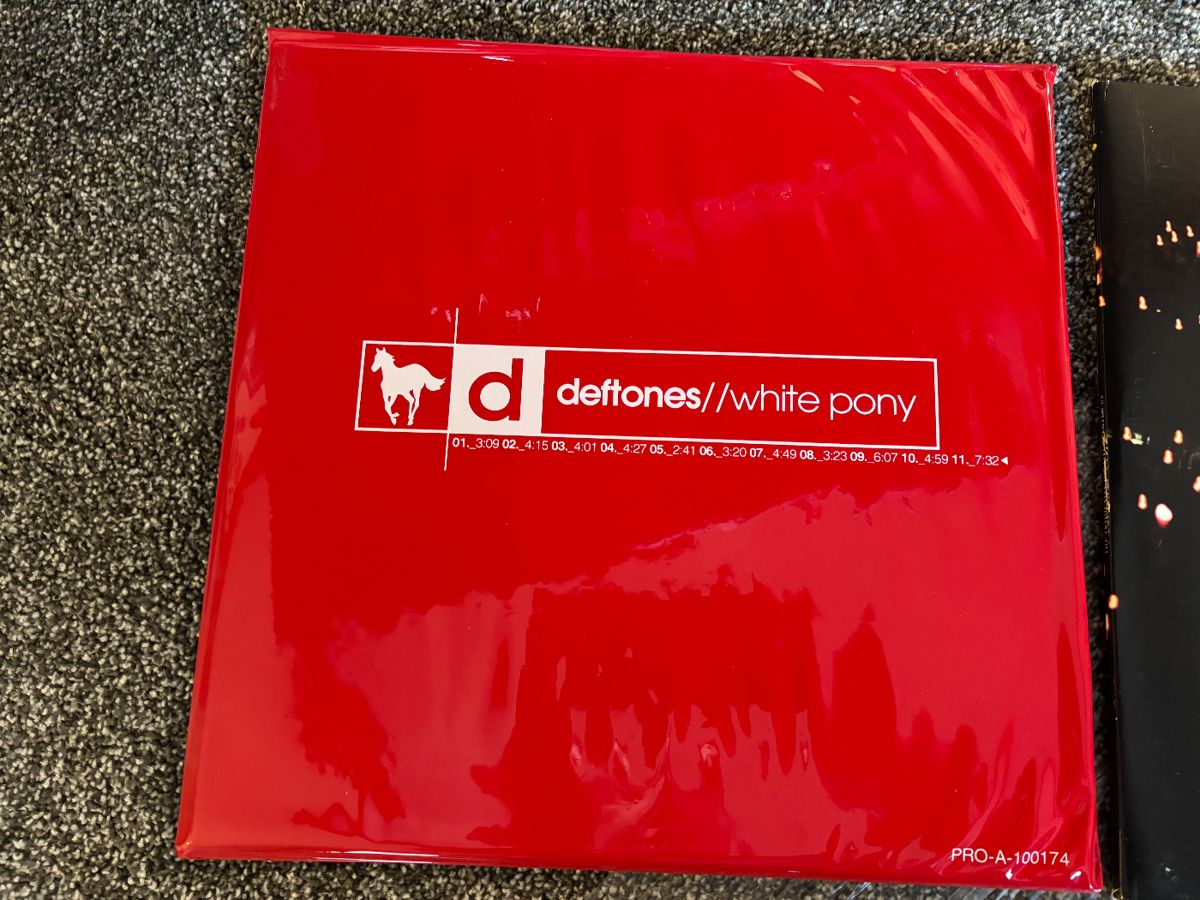 d deftones//white pony
01._3:09 02._4:15 03._4:01 04._4:27 05._2:41 06._3:20 07._4:49 08._3:23 09._6:07 10._4:59 11._7:32
PRO-A-100174